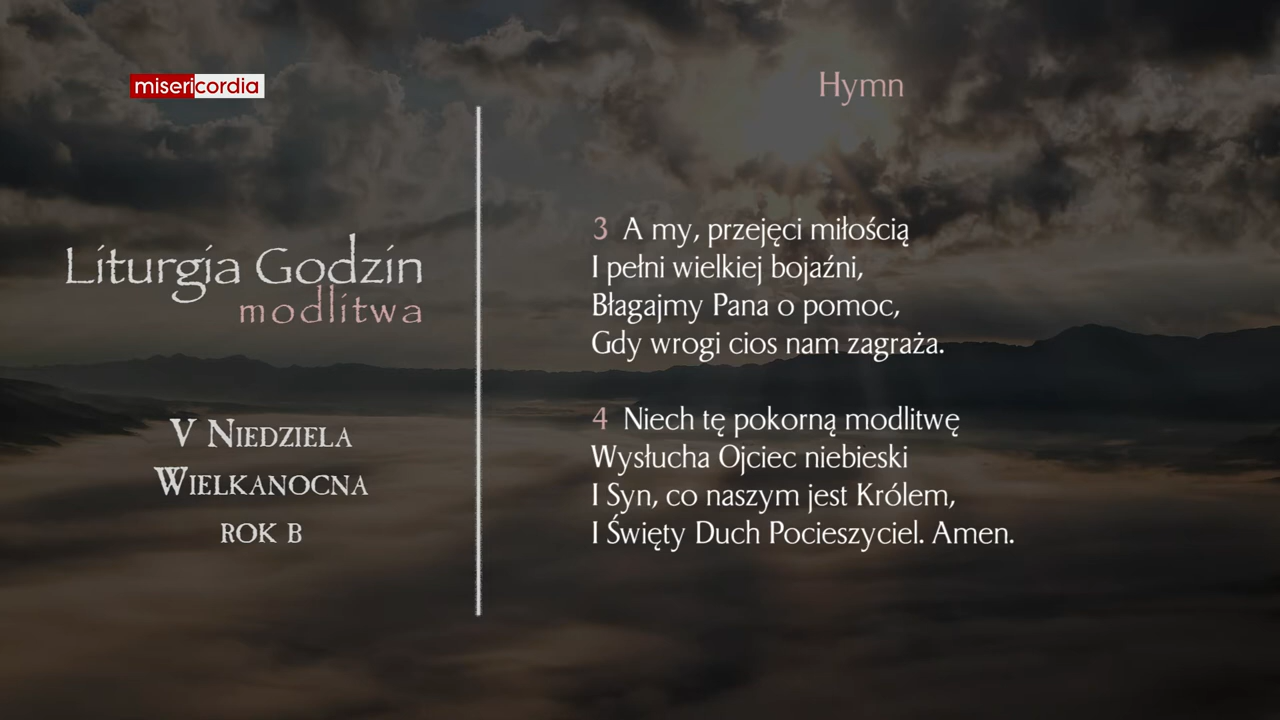 misericordia
Liturgia Godzin
modlitwa
V Niedziela
Wielkanocna
rok B
Hymn
3 A my, przejęci miłością
I pełni wielkiej bojaźni,
Błagajmy Pana o pomoc,
Gdy wrogi cios nam zagraża.
4 Niech tę pokorną modlitwę
Wysłucha Ojciec niebieski
I Syn, co naszym jest Królem,
I Święty Duch Pocieszyciel. Amen.